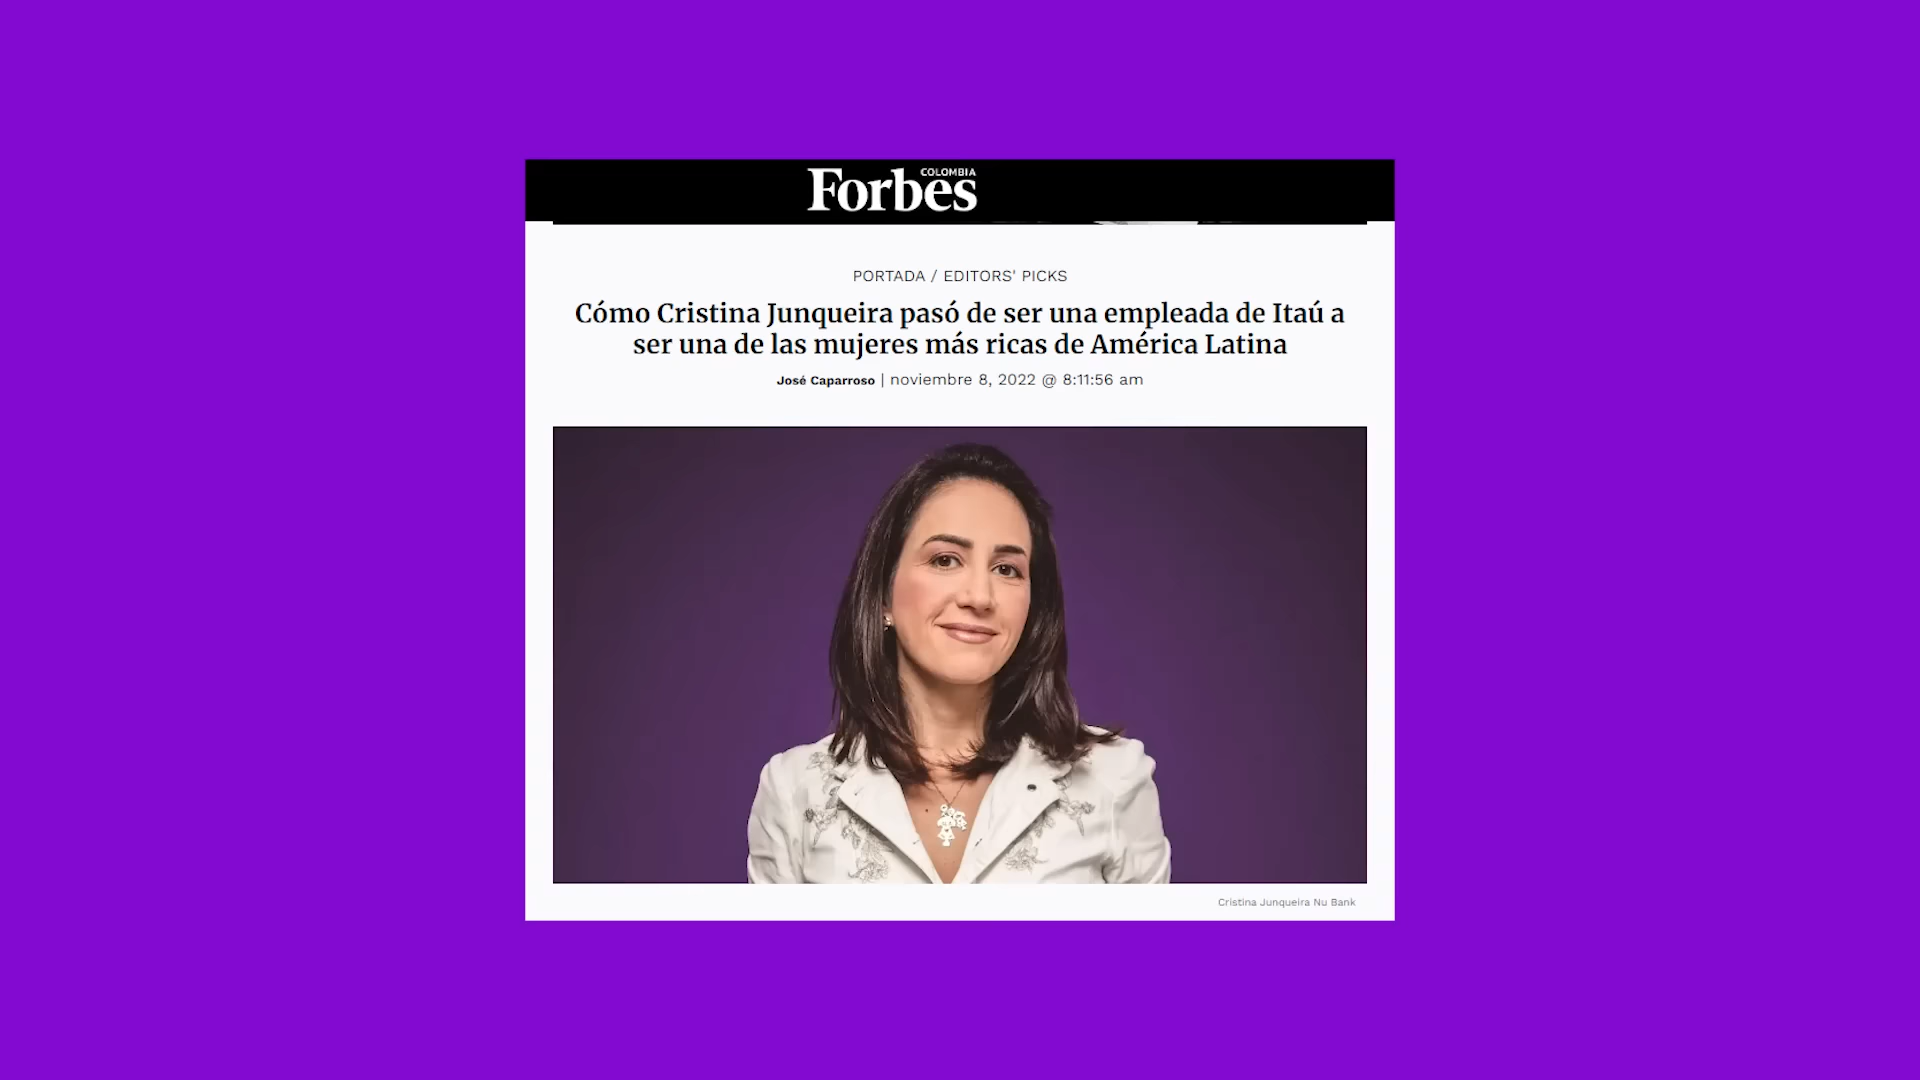 Forbes
COLOMBIA
PORTADA / EDITORS' PICKS
Cómo Cristina Junqueira pasó de ser una empleada de Itaú a
ser una de las mujeres más ricas de América Latina
José Caparroso | noviembre 8, 2022 @ 8:11:56 am
Cristina Junqueira Nu Bank